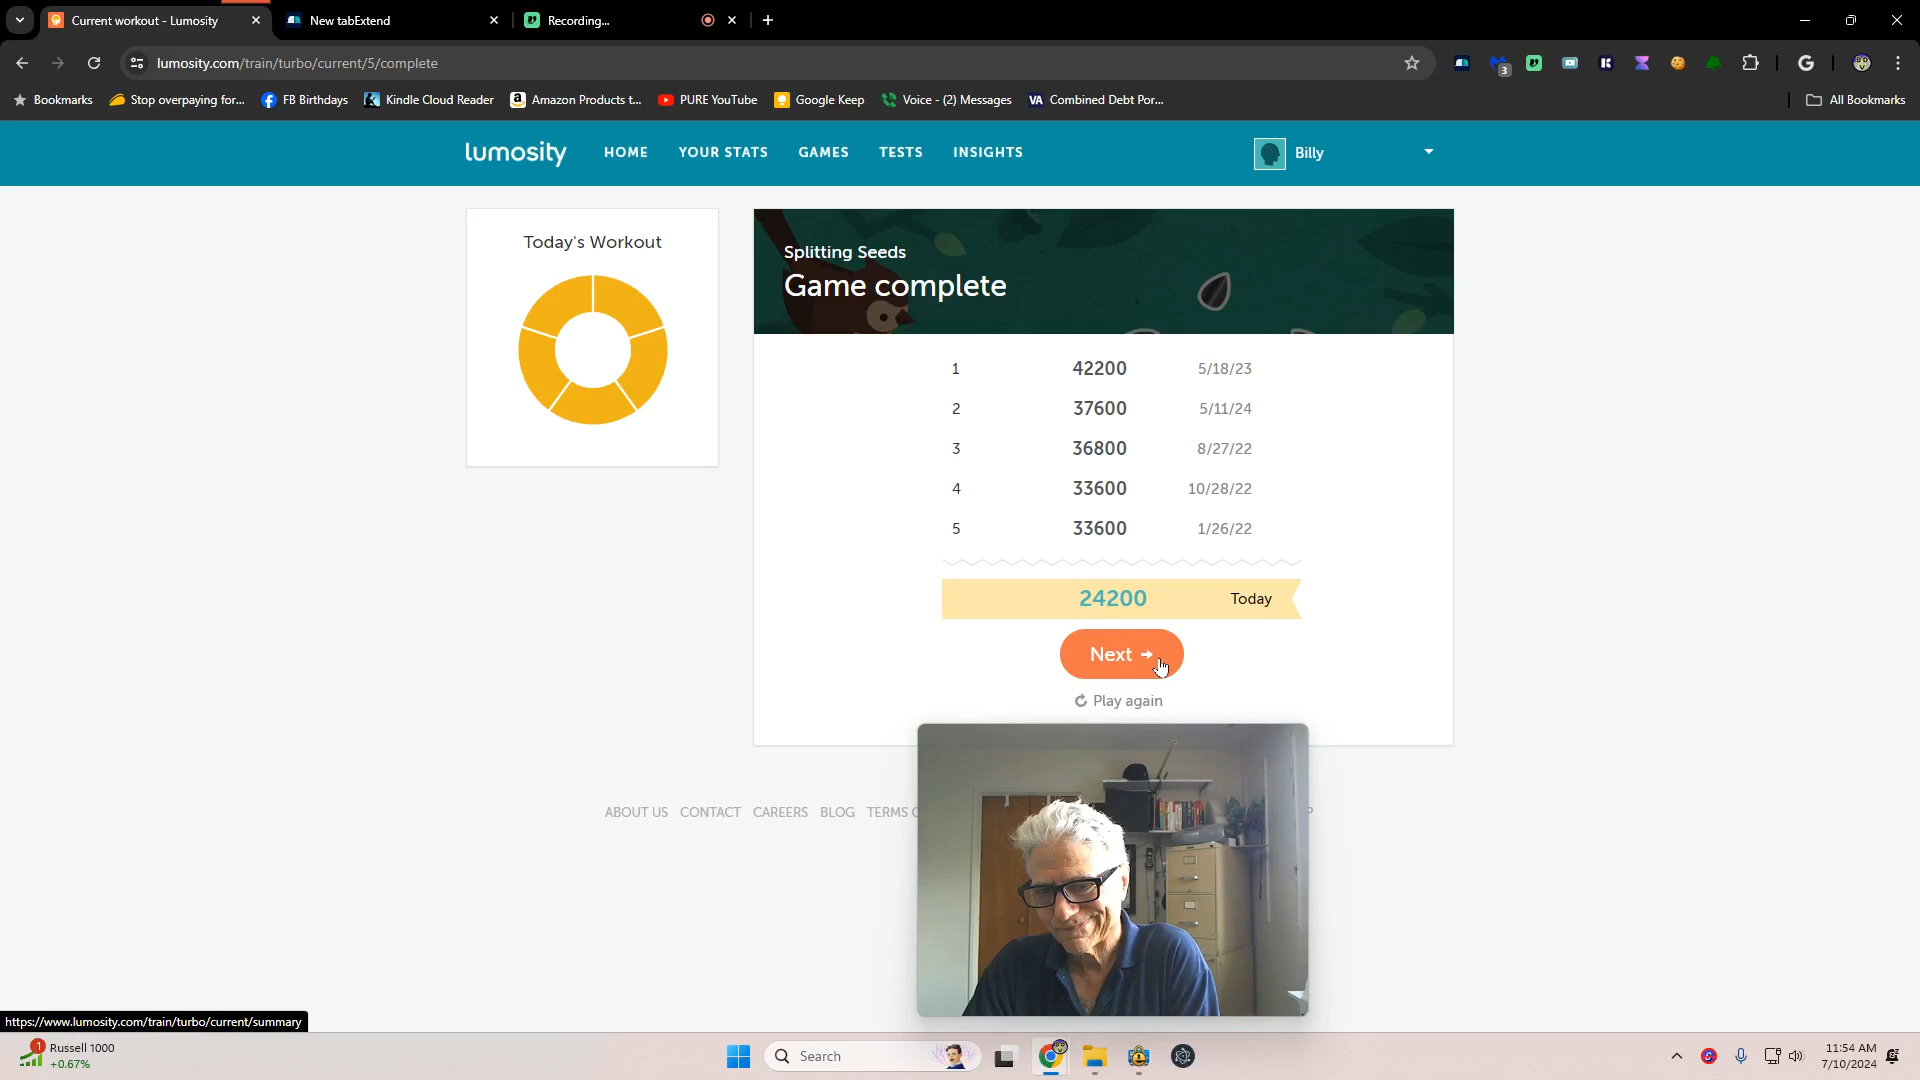 Current workout - Lumosity
New tabExtend
Recording...
lumosity.com/train/turbo/current/5/complete
3
Bookmarks
Stop overpaying for...
FB Birthdays
Kindle Cloud Reader
Amazon Products t...
PURE YouTube
Google Keep
Voice - (2) Messages
VA Combined Debt Por...
All Bookmarks
lumosity
HOME
YOUR STATS
GAMES
TESTS
INSIGHTS
Billy
Today's Workout
Splitting Seeds
Game complete
1 42200 5/18/23
2 37600 5/11/24
3 36800 8/27/22
4 33600 10/28/22
5 33600 1/26/22
24200 Today
Next
Play again
ABOUT US CONTACT CAREERS BLOG TERMS
https://www.lumosity.com/train/turbo/current/summary
1
Russell 1000
+0.67%
Search
11:54 AM
7/10/2024